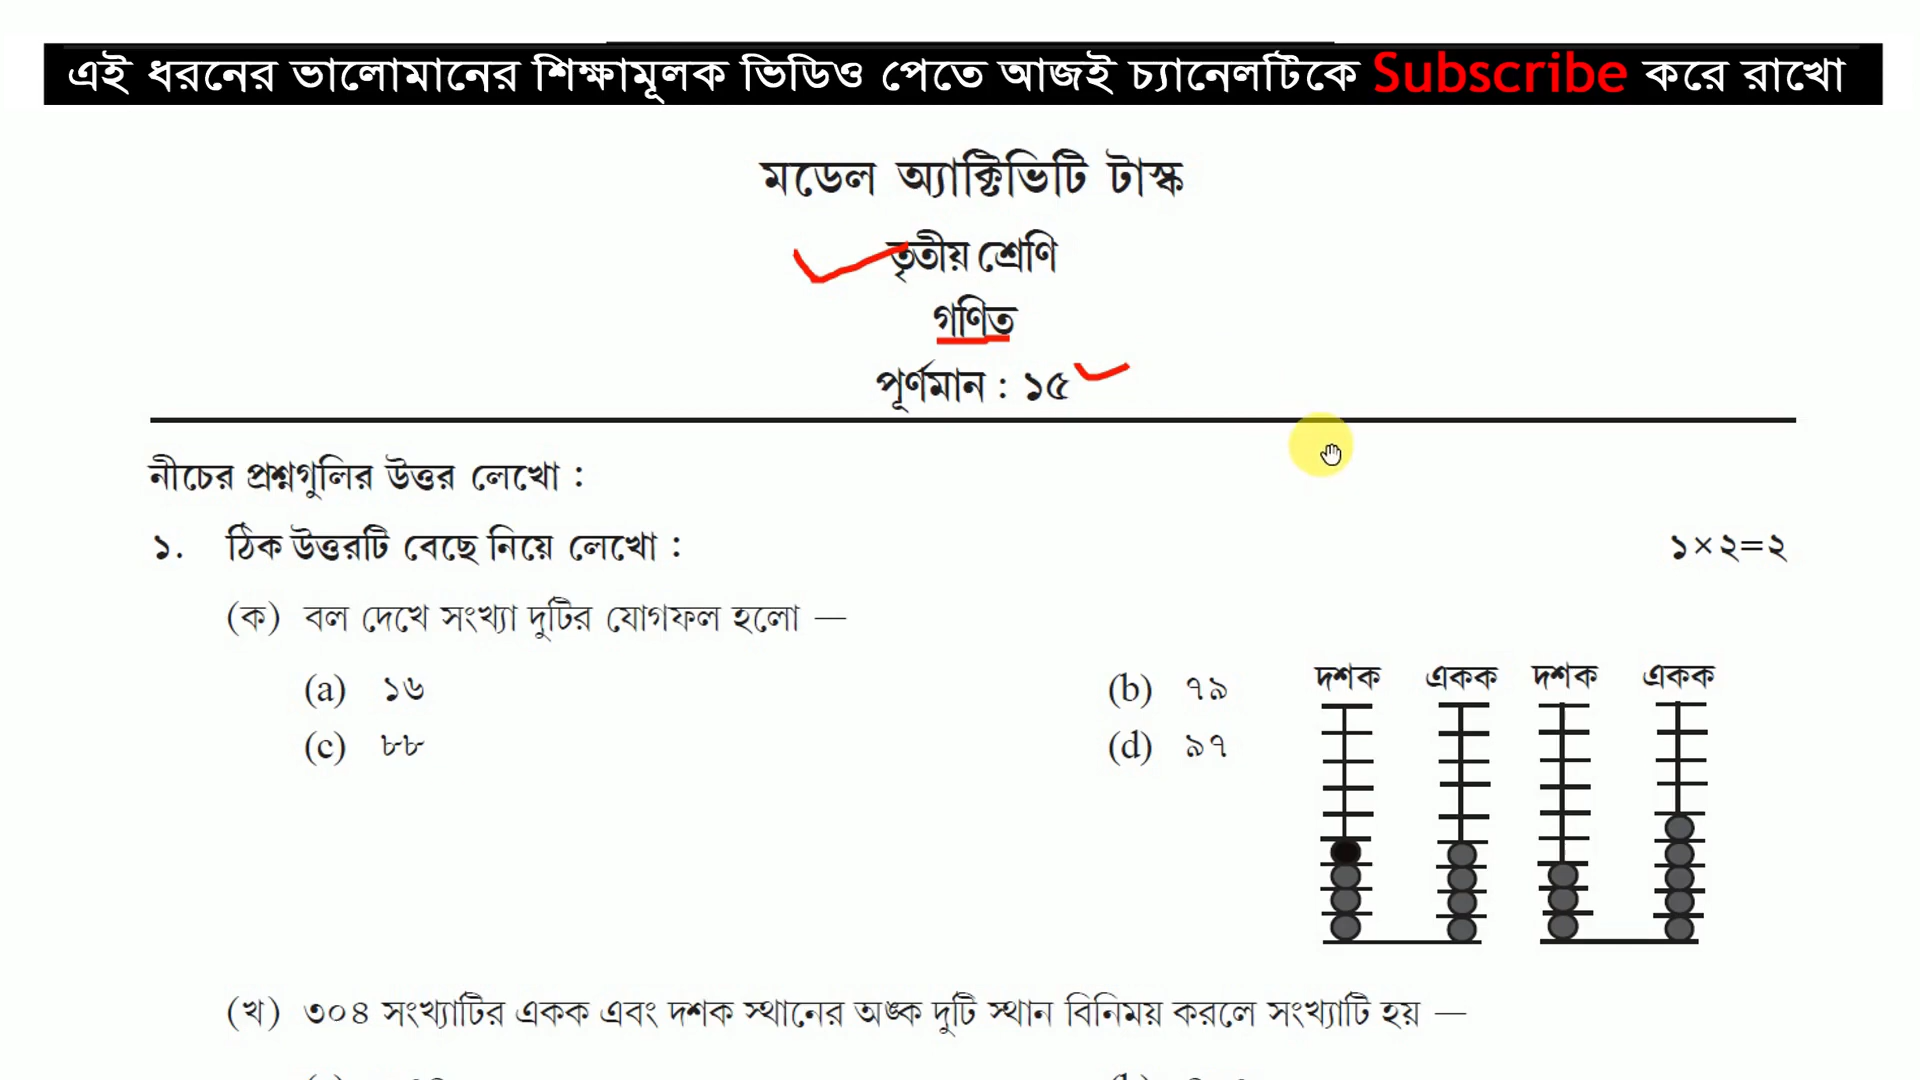 এই ধরনের ভালোমানের শিক্ষামূলক ভিডিও পেতে আজই চ্যানেলটিকে Subscribe করে রাখো
মডেল অ্যাক্টিভিটি টাস্ক
তৃতীয় শ্রেণি
গণিত
পূর্ণমান : ১৫
নীচের প্রশ্নগুলির উত্তর লেখো :
১. ঠিক উত্তরটি বেছে নিয়ে লেখো : ১×২=২
(ক) বল দেখে সংখ্যা দুটির যোগফল হলো —
(a) ১৬ (b) ৭৯
(c) ৮৮ (d) ৯৭
দশক একক দশক একক
(খ) ৩০৪ সংখ্যাটির একক এবং দশক স্থানের অঙ্ক দুটি স্থান বিনিময় করলে সংখ্যাটি হয় —